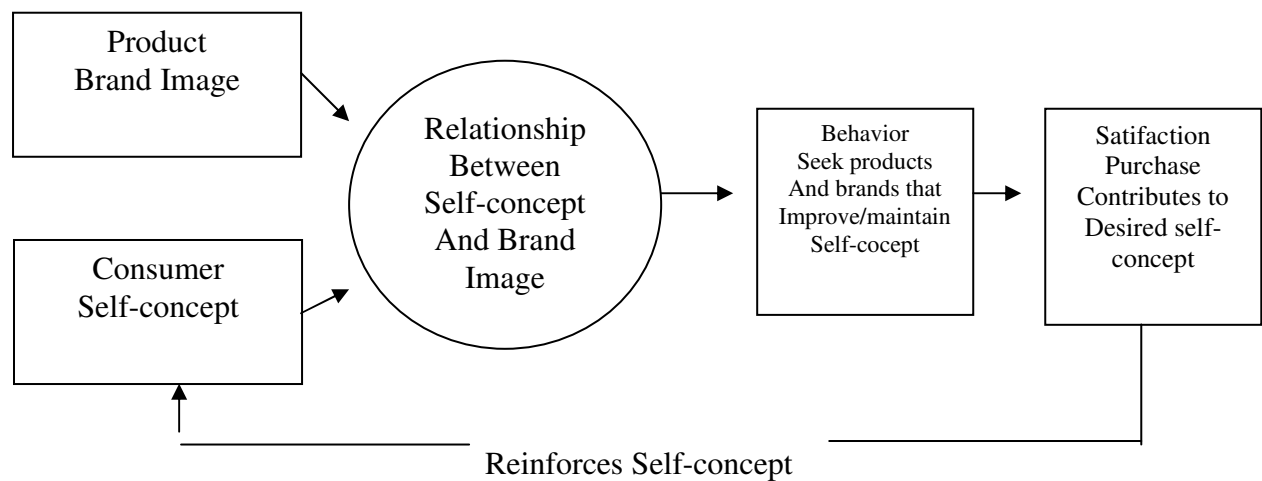 Product
Brand Image
Consumer
Self-concept
Relationship
Between
Self-concept
And Brand
Image
Behavior
Seek products
And brands that
Improve/maintain
Self-cocept
Satifaction
Purchase
Contributes to
Desired self-
concept
Reinforces Self-concept